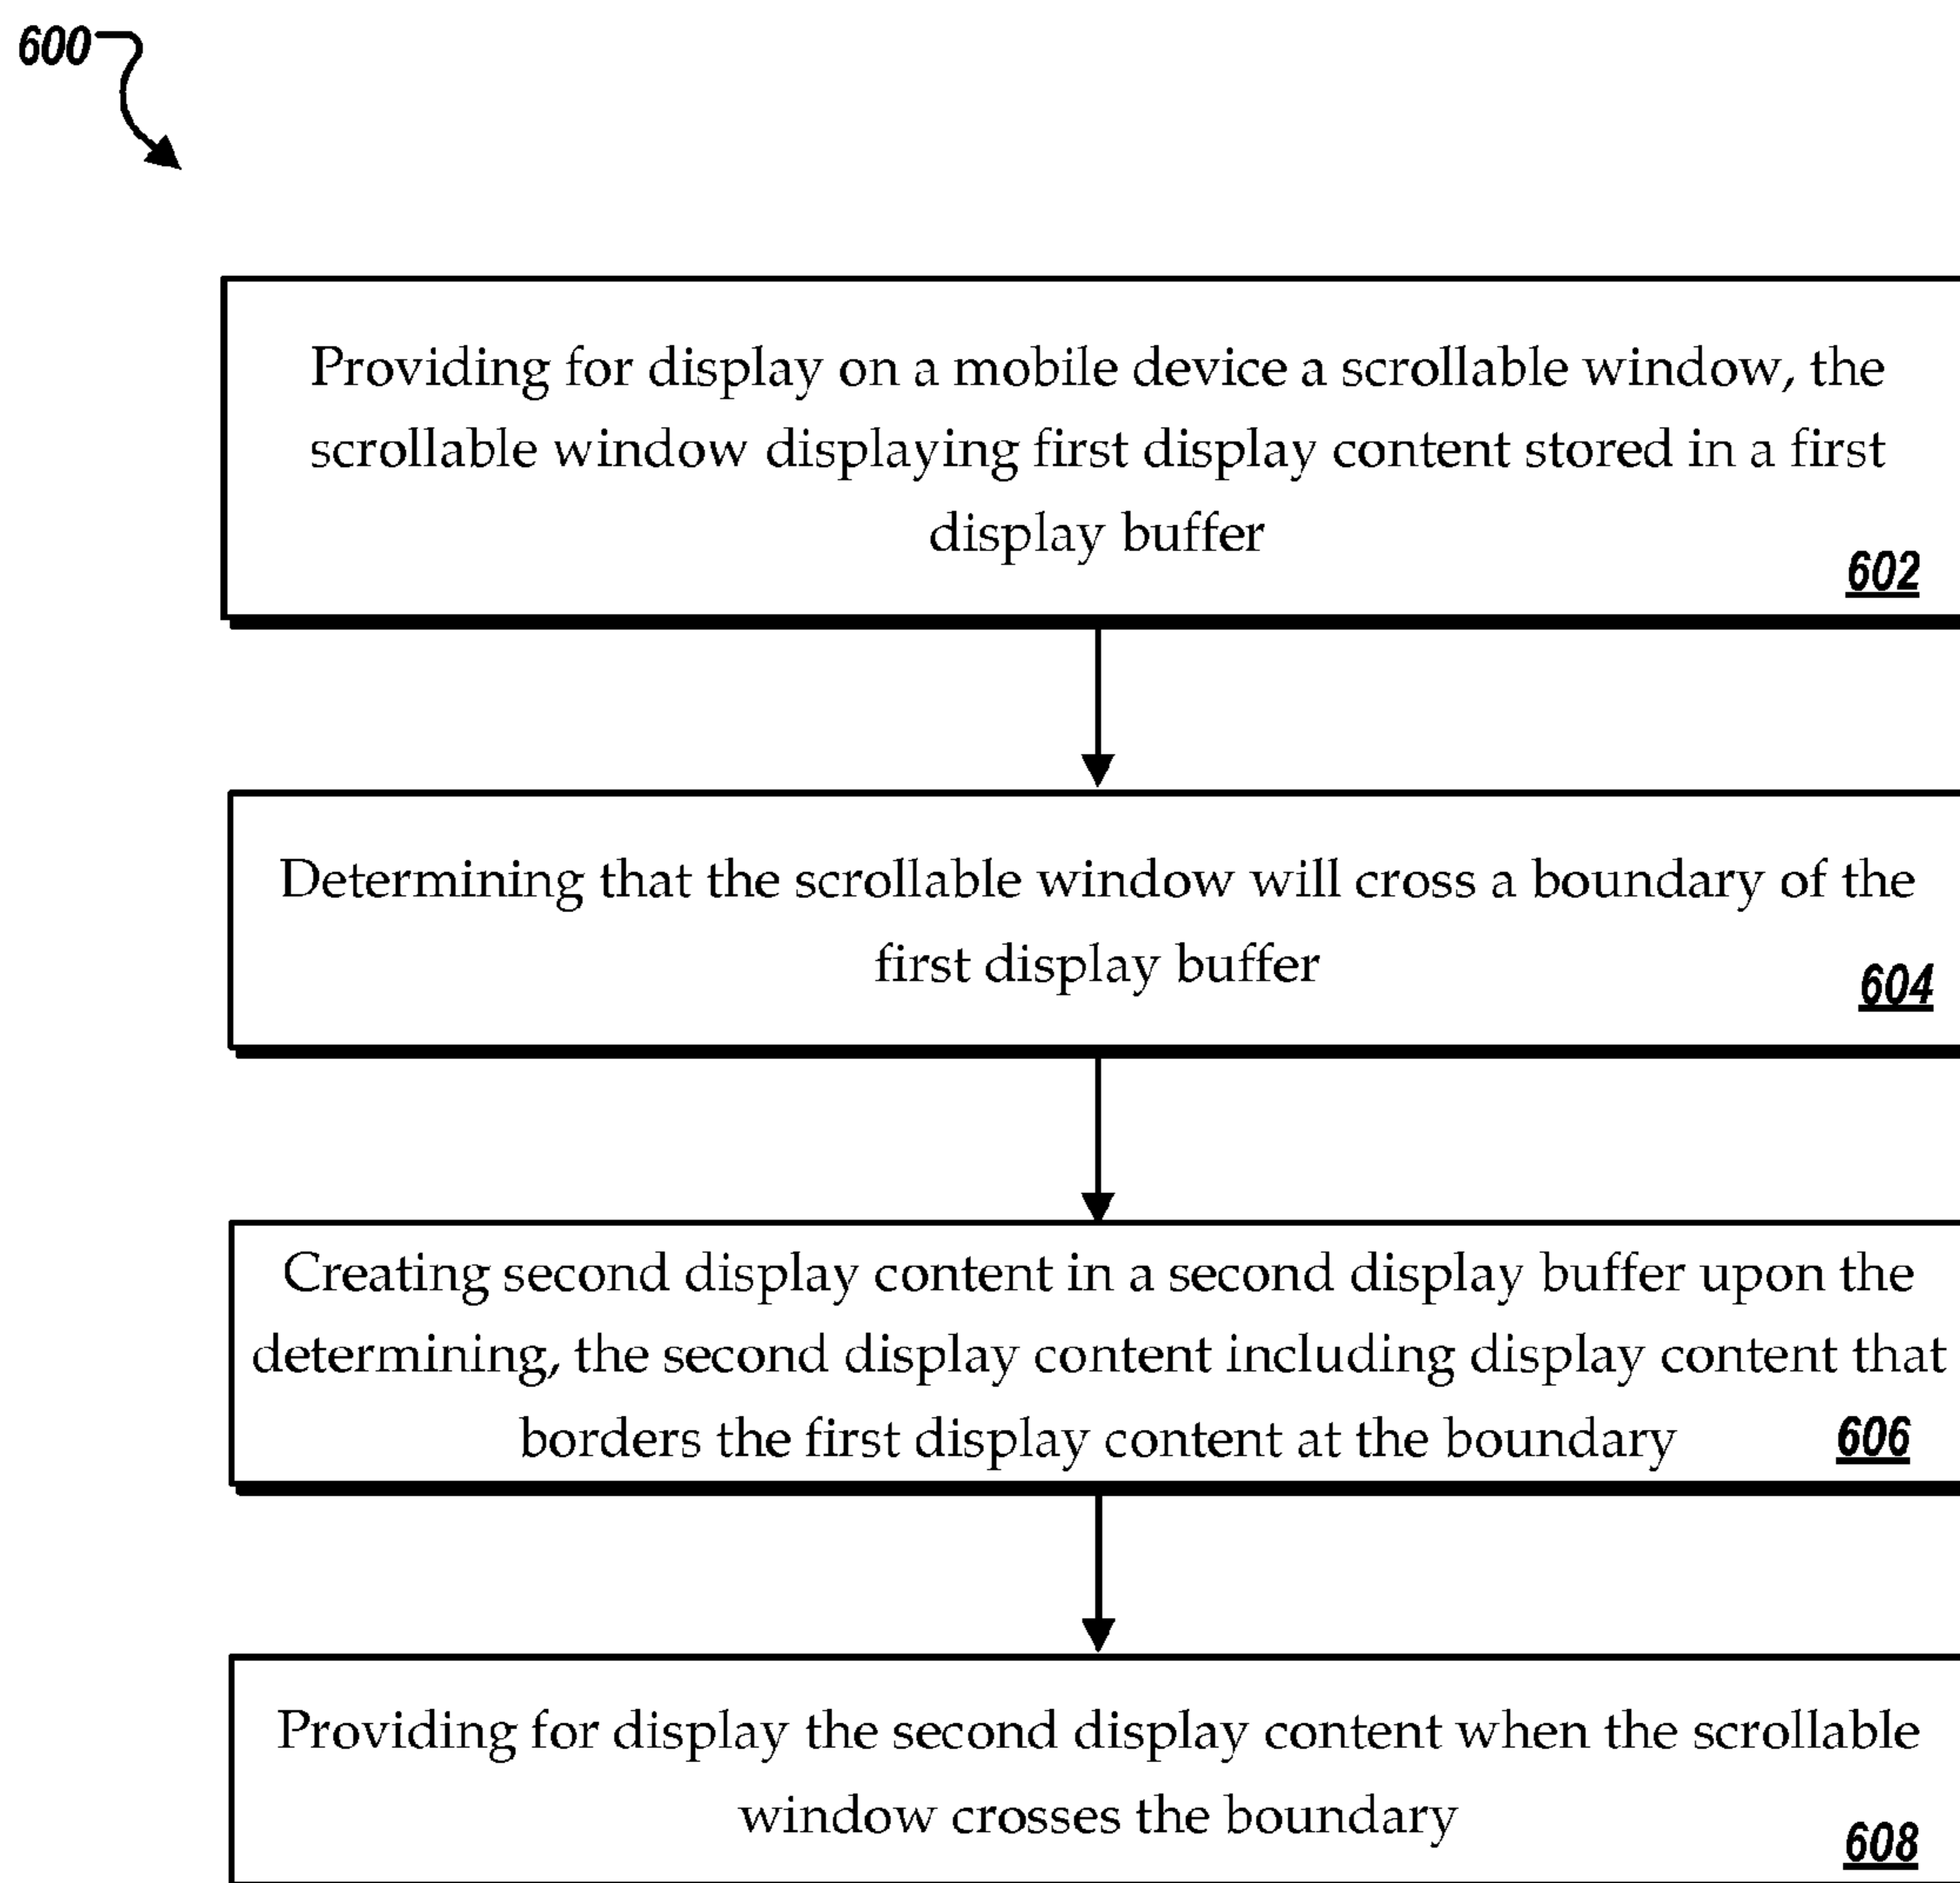 600
Providing for display on a mobile device a scrollable window, the
scrollable window displaying first display content stored in a first
display buffer
602
Determining that the scrollable window will cross a boundary of the
first display buffer
604
Creating second display content in a second display buffer upon the
determining, the second display content including display content that
borders the first display content at the boundary 606
Providing for display the second display content when the scrollable
window crosses the boundary
608